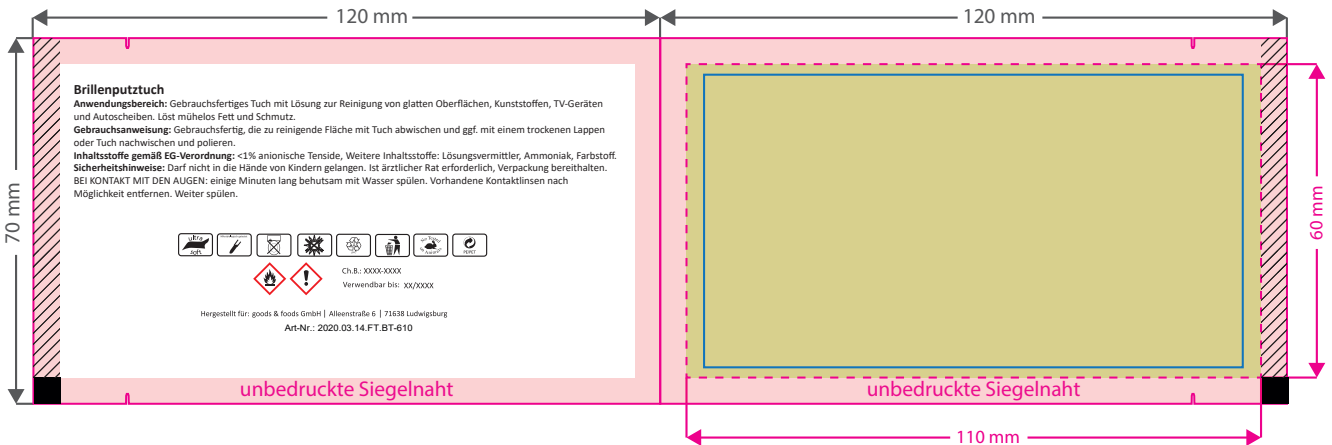 120 mm
120 mm
70 mm
Brillenputztuch
Anwendungsbereich: Gebrauchsfertiges Tuch mit Lösung zur Reinigung von glatten Oberflächen, Kunststoffen, TV-Geräten
und Autoscheiben. Löst mühelos Fett und Schmutz.
Gebrauchsanweisung: Gebrauchsfertig, die zu reinigende Fläche mit Tuch abwischen und ggf. mit einem trockenen Lappen
oder Tuch nachwischen und polieren.
Inhaltsstoffe gemäß EG-Verordnung: <1% anionische Tenside, Weitere Inhaltsstoffe: Lösungsvermittler, Ammoniak, Farbstoff.
Sicherheitshinweise: Darf nicht in die Hände von Kindern gelangen. Ist ärztlicher Rat erforderlich, Verpackung bereithalten.
BEI KONTAKT MIT DEN AUGEN: einige Minuten lang behutsam mit Wasser spülen. Vorhandene Kontaktlinsen nach
Möglichkeit entfernen. Weiter spülen.
ultra
soft
PDPET
Ch.B.: XXXX-XXXX
Verwendbar bis: XX/XXXX
Hergestellt für: goods & foods GmbH | Alleenstraße 6 | 71638 Ludwigsburg
Art-Nr.: 2020.03.14.FT.BT-610
unbedruckte Siegelnaht
unbedruckte Siegelnaht
60 mm
110 mm